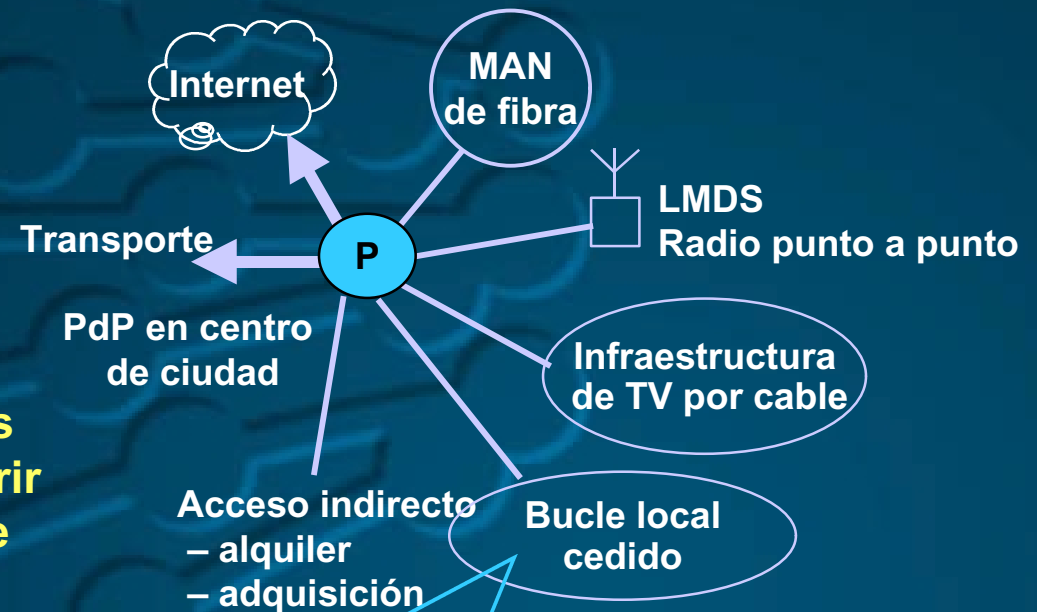 Internet
MAN
de fibra
LMDS
Radio punto a punto
Transporte
P
PdP en centro
de ciudad
Infraestructura
de TV por cable
Acceso indirecto
– alquiler
– adquisición
Bucle local
cedido